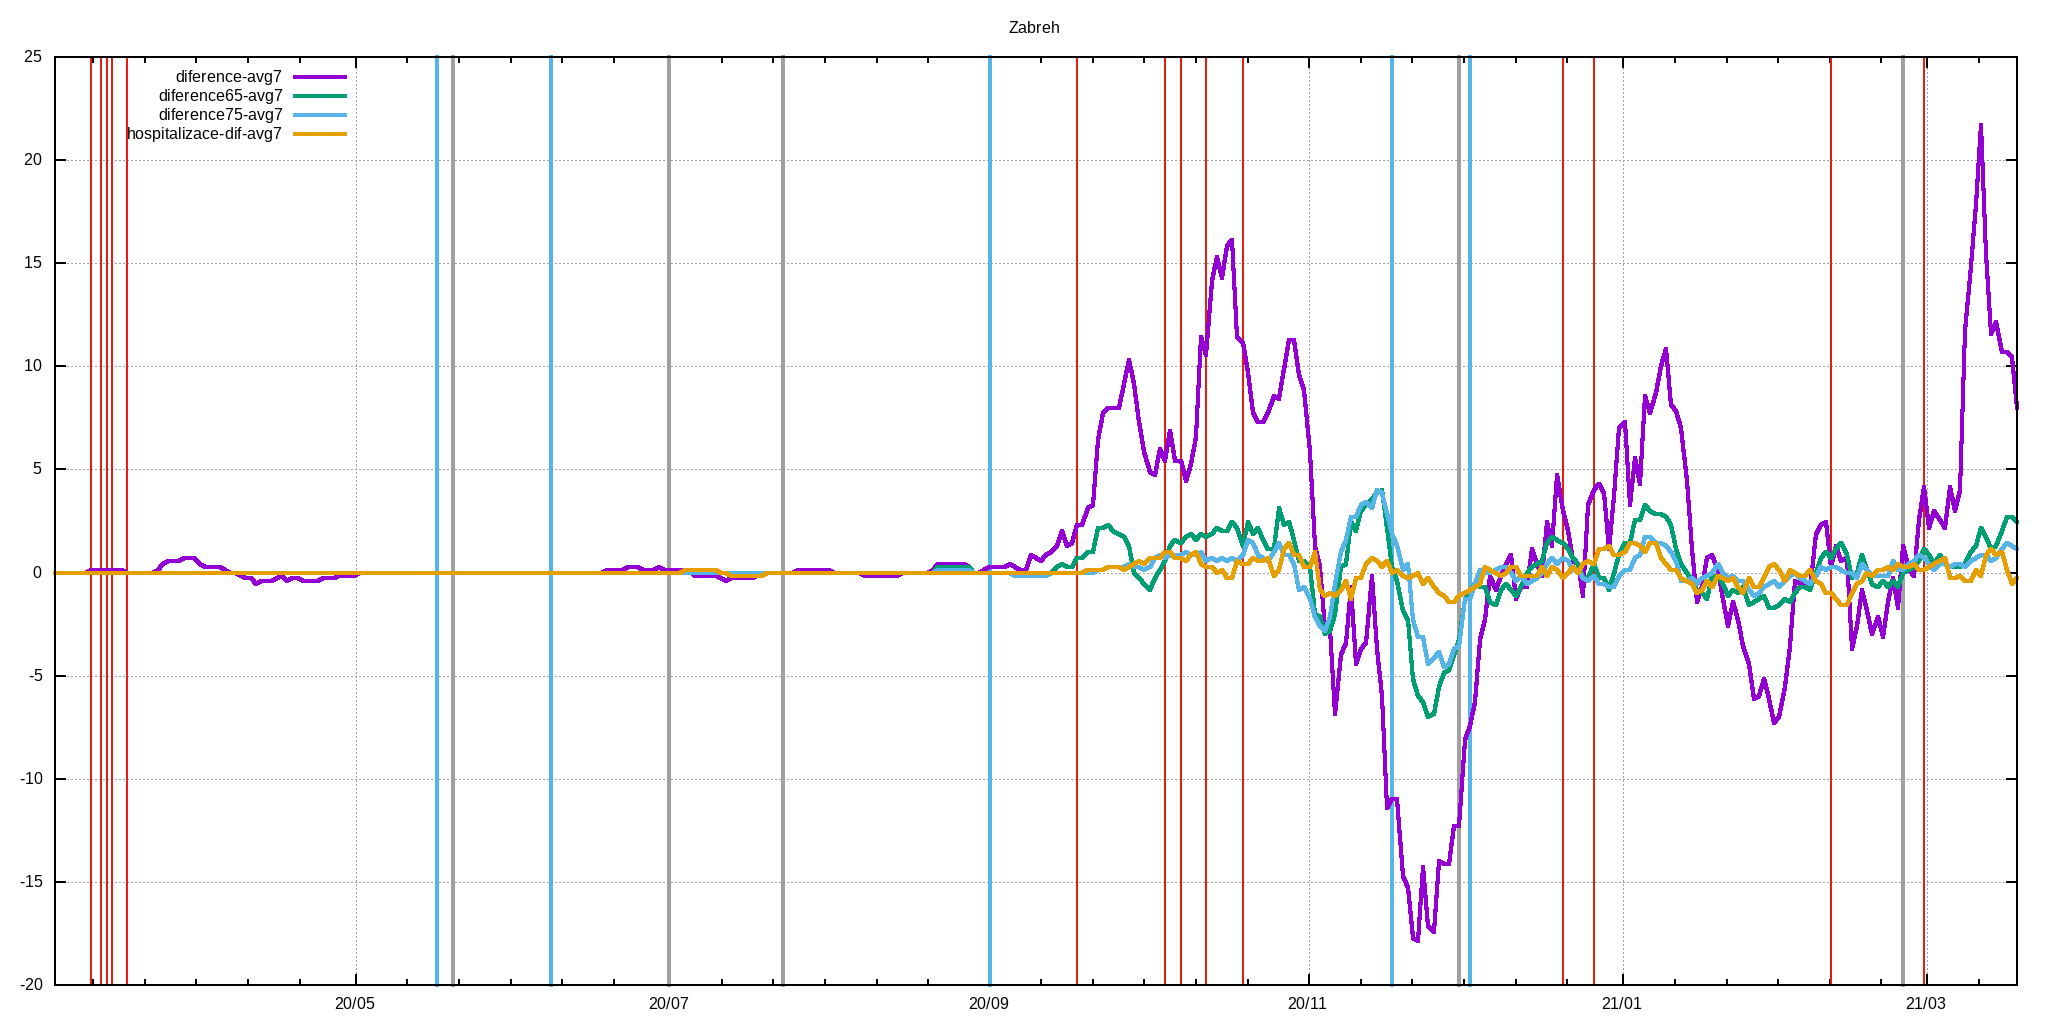 Zabreh
25
20
15
10
5
0
-5
-10
-15
-20
diference-avg7
diference65-avg7
diference75-avg7
hospitalizace-dif-avg7
20/05 20/07 20/09 20/11 21/01 21/03